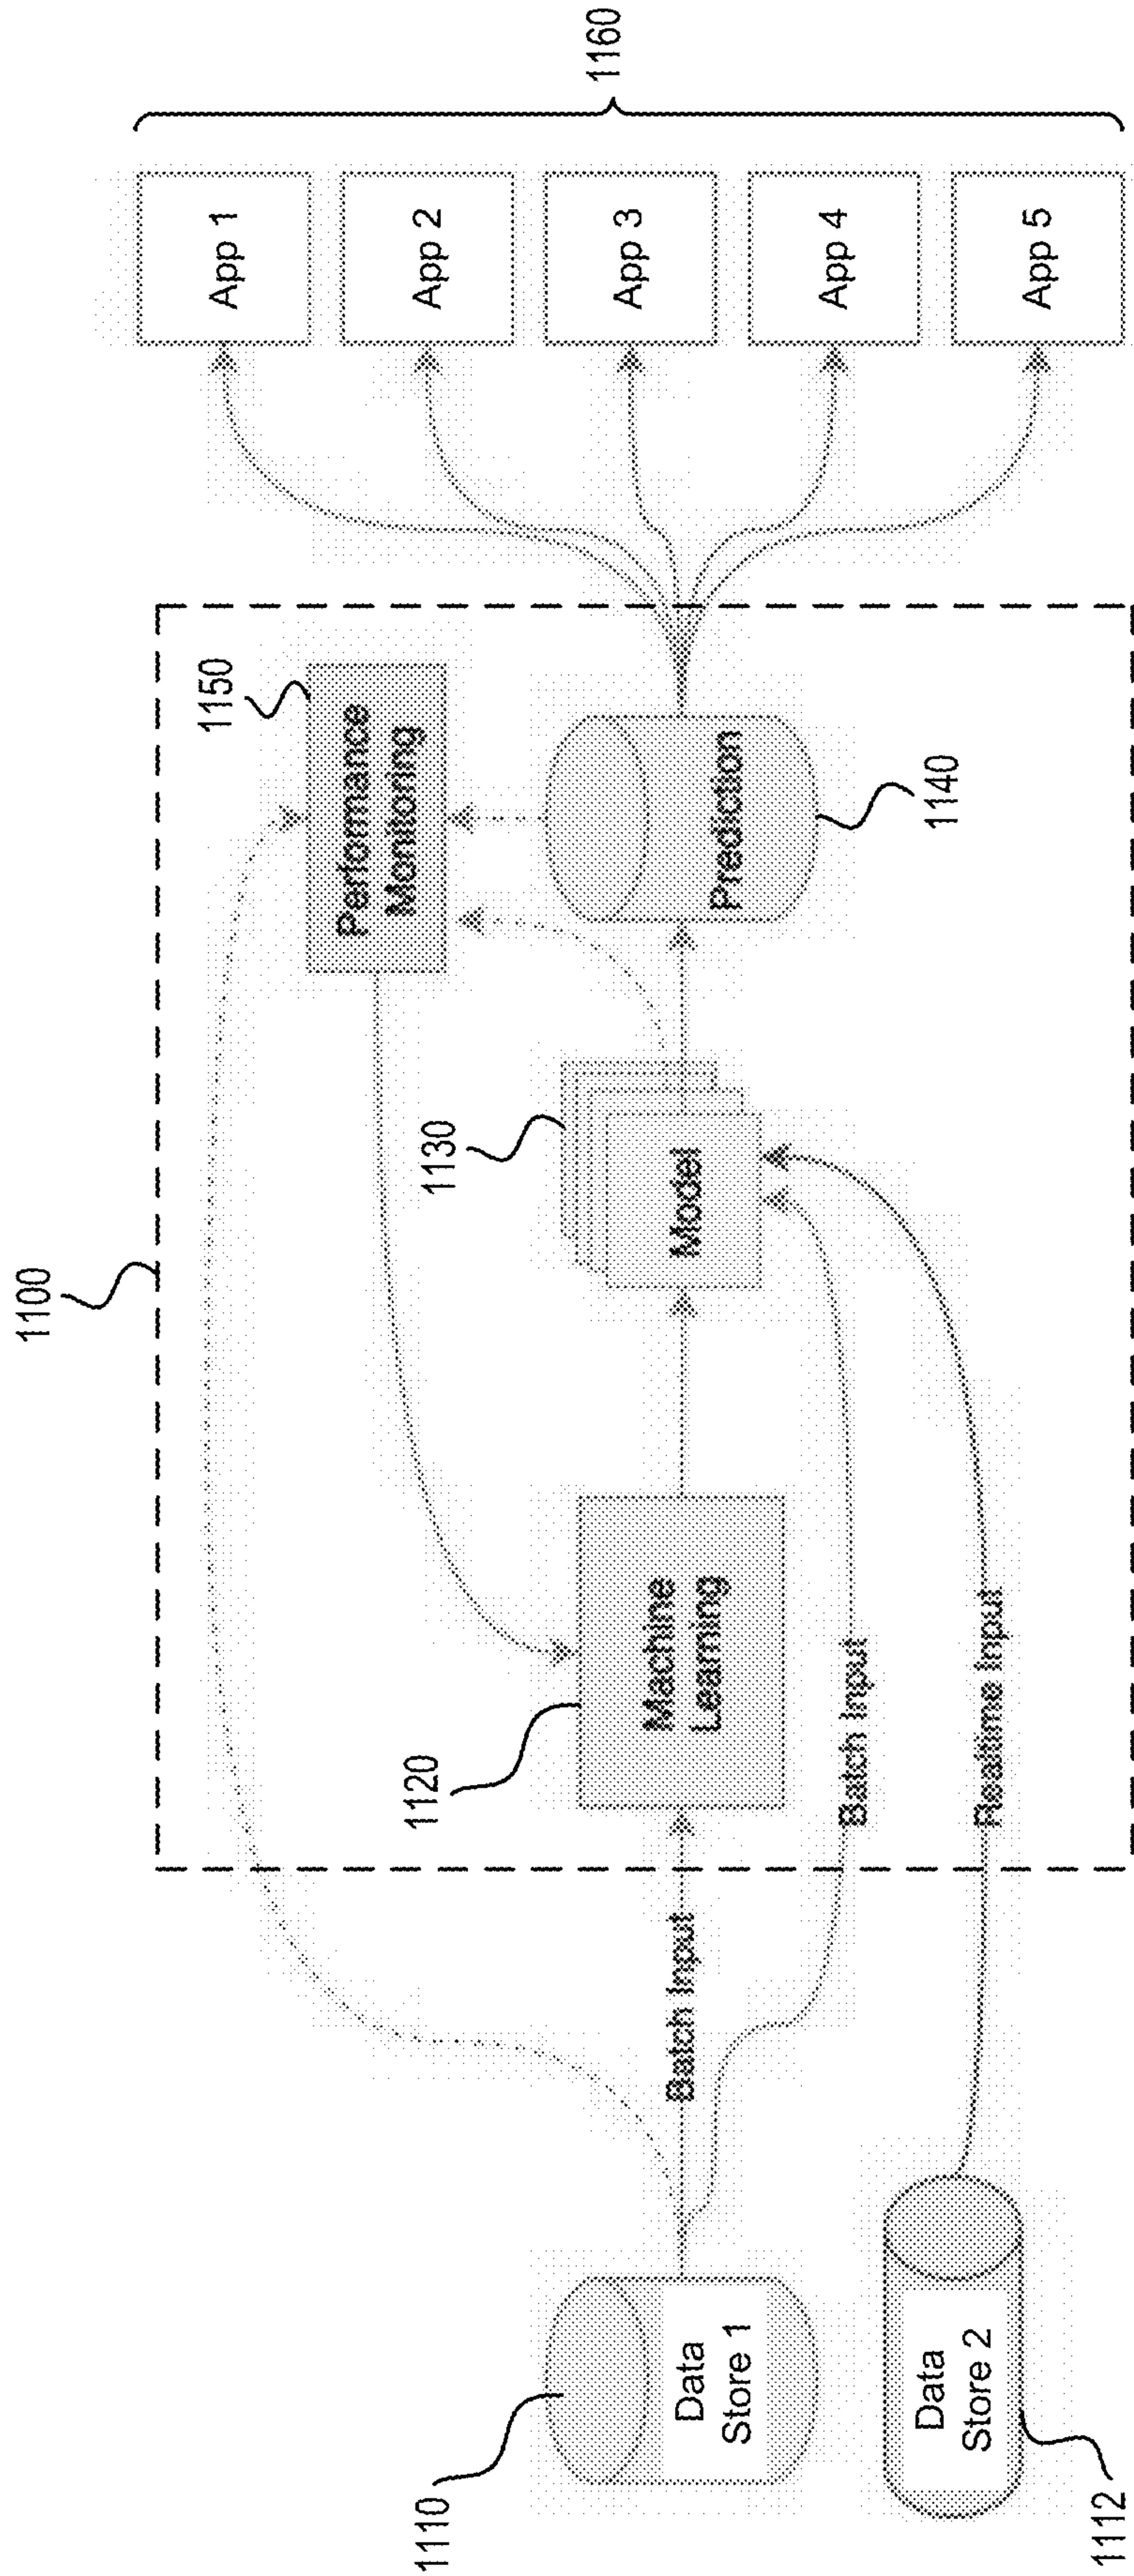 1100
1110
Data
Store 1
1112
Data
Store 2
Batch Input
Batch Input
Realtime Input
1120
Machine
Learning
1130
Model
1150
Performance
Monitoring
Prediction
1140
App 1
App 2
App 3
App 4
App 5
1160